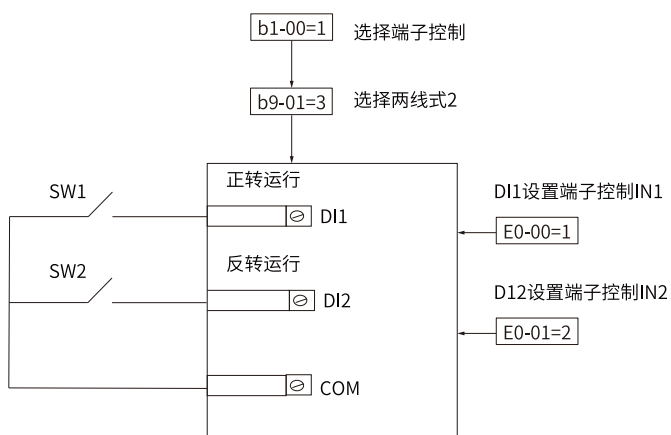 b1-00=1 选择端子控制
b9-01=3 选择两线式2
正转运行
SW1
DI1
DI1设置端子控制IN1
E0-00=1
反转运行
SW2
DI2
D12设置端子控制IN2
E0-01=2
COM